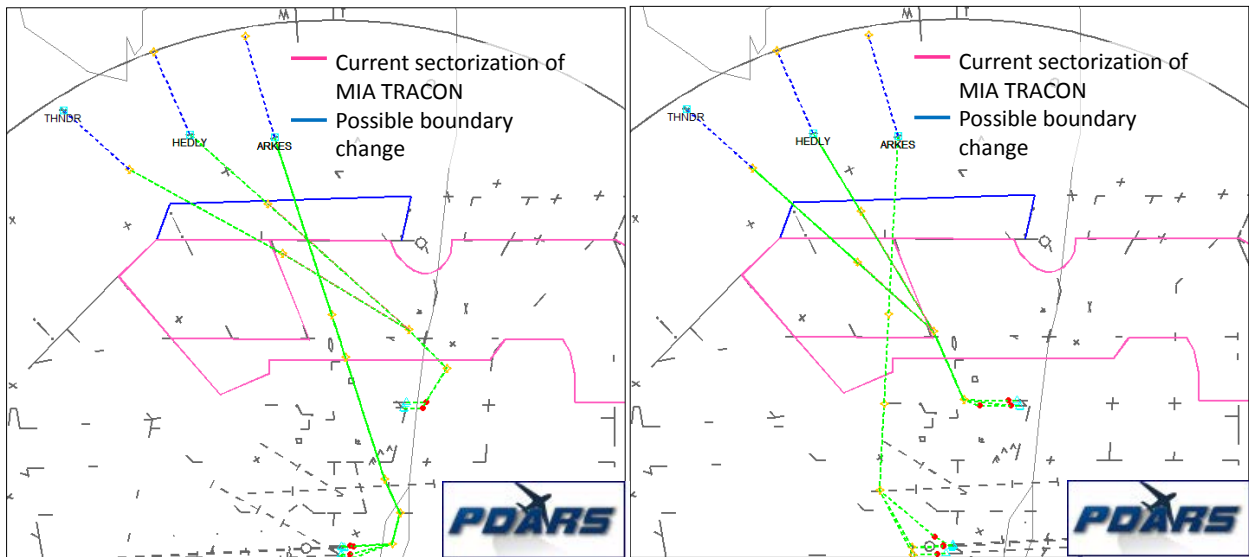 Current sectorization of
MIA TRACON
Possible boundary
change
THNDR
HEDLY
ARKES
PDARS
Current sectorization of
MIA TRACON
Possible boundary
change
THNDR
HEDLY
ARKES
PDARS